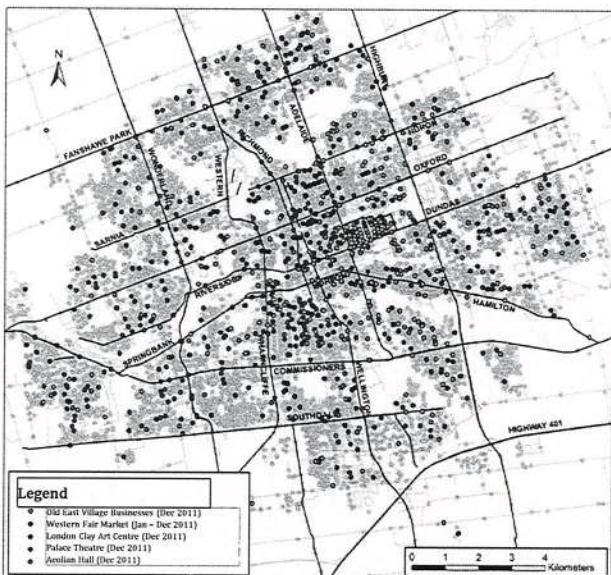 N
FANSHAWE PARK
WONDERLAND
WESTERN
RICHMOND
ADELAIDE
HIGHBURY
HURON
OXFORD
DUNDAS
SARNIA
RIVERSIDE
HAMILTON
SPRINGBANK
WHARNCLIFFE
COMMISSIONERS
WELLINGTON
SOUTHDALE
HIGHWAY 401
Legend
Old East Village Businesses (Dec 2011)
Western Fair Market (Jan - Dec 2011)
London Clay Art Centre (Dec 2011)
Palace Theatre (Dec 2011)
Aeolian Hall (Dec 2011)
0 1 2 3 4
Kilometers